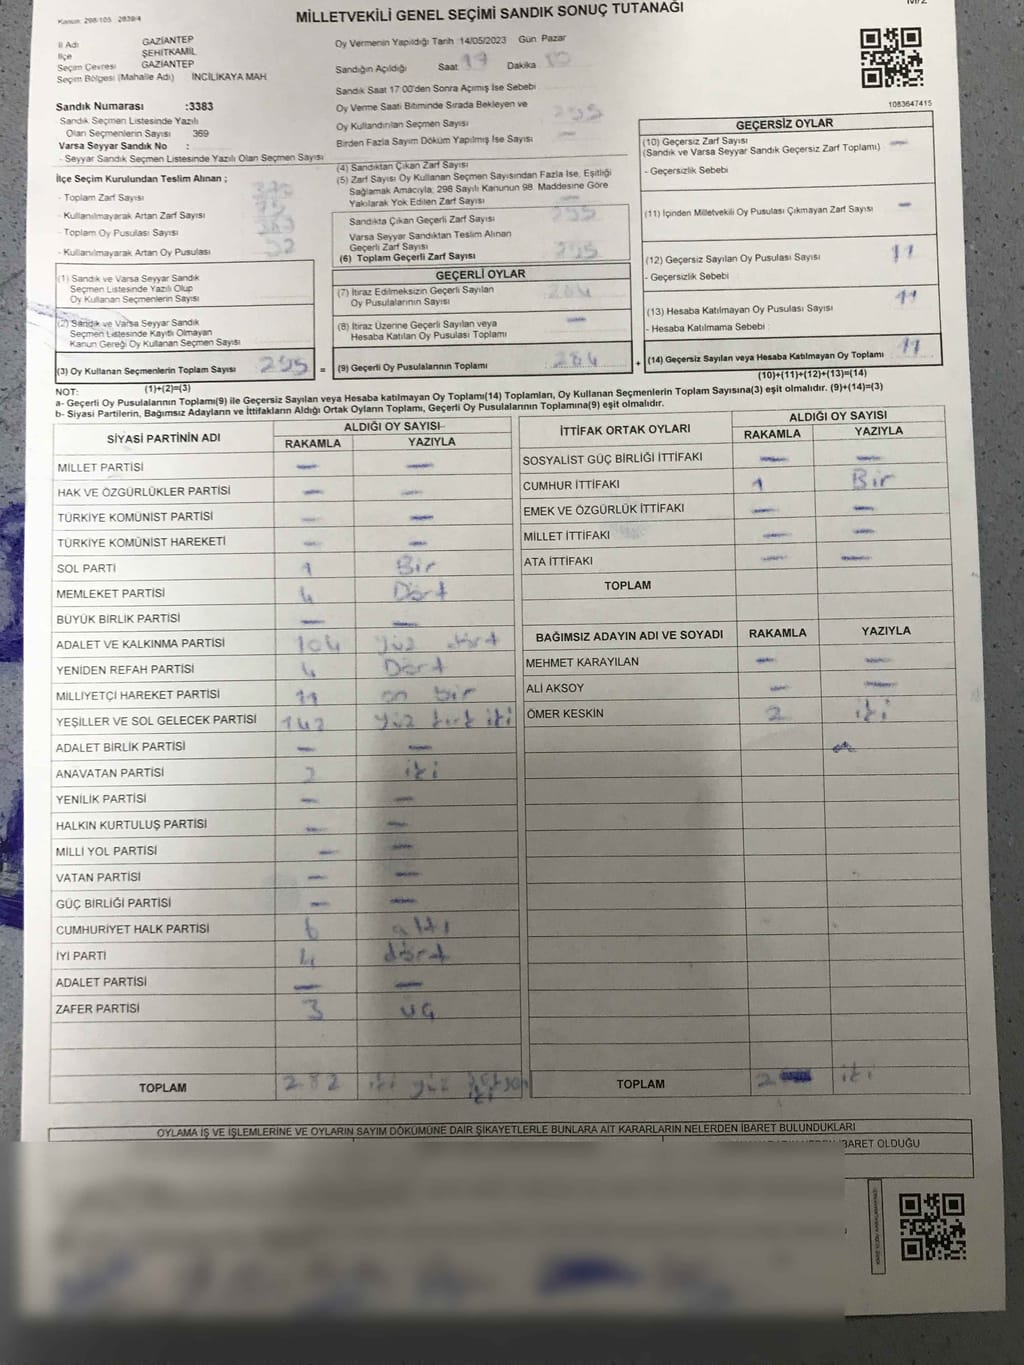 MİLLETVEKİLİ GENEL SEÇİMİ SANDIK SONUÇ TUTANAĞI
Kanun: 298/105 2839/4
İl Adı GAZİANTEP
İlçe ŞEHİTKAMİL
Seçim Çevresi GAZİANTEP
Seçim Bölgesi (Mahalle Adı) İNCİLİKAYA MAH
Sandık Numarası :3383
Sandık Seçmen Listesinde Yazılı
Olan Seçmenlerin Sayısı 369
Varsa Seyyar Sandık No :
- Seyyar Sandık Seçmen Listesinde Yazılı Olan Seçmen Sayısı
İlçe Seçim Kurulundan Teslim Alınan ;
- Toplam Zarf Sayısı
- Kullanılmayarak Artan Zarf Sayısı
- Toplam Oy Pusulası Sayısı
- Kullanılmayarak Artan Oy Pusulası
(1) Sandık ve Varsa Seyyar Sandık
Seçmen Listesinde Yazılı Olup
Oy Kullanan Seçmenlerin Sayısı
(2) Sandık ve Varsa Seyyar Sandık
Seçmen Listesinde Kayıtlı Olmayan
Kanun Gereği Oy Kullanan Seçmen Sayısı
(3) Oy Kullanan Seçmenlerin Toplam Sayısı 295 =
(1)+(2)=(3)
Oy Vermenin Yapıldığı Tarih 14/05/2023 Gün Pazar
Sandığın Açıldığı Saat 17 Dakika
Sandık Saat 17 00'den Sonra Açımış İse Sebebi
Oy Verme Saati Bitiminde Sırada Bekleyen ve
Oy Kullandırılan Seçmen Sayısı
Birden Fazla Sayım Döküm Yapılmış İse Sayısı
(4) Sandıktan Çıkan Zarf Sayısı
(5) Zarf Sayısı Oy Kullanan Seçmen Sayısından Fazla İse, Eşitliği
Sağlamak Amacıyla, 298 Sayılı Kanunun 98 Maddesine Göre
Yakılarak Yok Edilen Zarf Sayısı
Sandıkta Çıkan Geçerli Zarf Sayısı 295
Varsa Seyyar Sandıktan Teslim Alınan
Geçerli Zarf Sayısı
(6) Toplam Geçerli Zarf Sayısı 295
GEÇERLİ OYLAR
(7) İtiraz Edilmeksizin Geçerli Sayılan
Oy Pusulalarının Sayısı 284
(8) İtiraz Üzerine Geçerli Sayılan veya
Hesaba Katılan Oy Pusulası Toplamı —
(9) Geçerli Oy Pusulalarının Toplamı 284 +
1083647415
GEÇERSİZ OYLAR
(10) Geçersiz Zarf Sayısı —
(Sandık ve Varsa Seyyar Sandık Geçersiz Zarf Toplamı)
- Geçersizlik Sebebi
(11) İçinden Milletvekili Oy Pusulası Çıkmayan Zarf Sayısı —
(12) Geçersiz Sayılan Oy Pusulası Sayısı 11
- Geçersizlik Sebebi
(13) Hesaba Katılmayan Oy Pusulası Sayısı 11
- Hesaba Katılmama Sebebi
(14) Geçersiz Sayılan veya Hesaba Katılmayan Oy Toplamı 11
(10)+(11)+(12)+(13)=(14)
NOT:
a- Geçerli Oy Pusulalarının Toplamı(9) ile Geçersiz Sayılan veya Hesaba Katılmayan Oy Toplamı(14) Toplamları, Oy Kullanan Seçmenlerin Toplam Sayısına(3) eşit olmalıdır. (9)+(14)=(3)
b- Siyasi Partilerin, Bağımsız Adayların ve İttifakların Aldığı Ortak Oyların Toplamı, Geçerli Oy Pusulalarının Toplamına(9) eşit olmalıdır.
SİYASİ PARTİNİN ADI ALDIĞI OY SAYISI
RAKAMLA YAZIYLA
MİLLET PARTİSİ — —
HAK VE ÖZGÜRLÜKLER PARTİSİ — —
TÜRKİYE KOMÜNİST PARTİSİ — —
TÜRKİYE KOMÜNİST HAREKETİ — —
SOL PARTİ 1 Bir
MEMLEKET PARTİSİ 4 Dört
BÜYÜK BİRLİK PARTİSİ — —
ADALET VE KALKINMA PARTİSİ 104 yüz dört
YENİDEN REFAH PARTİSİ 4 Dört
MİLLİYETÇİ HAREKET PARTİSİ 11 on bir
YEŞİLLER VE SOL GELECEK PARTİSİ 142 yüz kırk iki
ADALET BİRLİK PARTİSİ — —
ANAVATAN PARTİSİ 2 iki
YENİLİK PARTİSİ — —
HALKIN KURTULUŞ PARTİSİ — —
MİLLİ YOL PARTİSİ — —
VATAN PARTİSİ — —
GÜÇ BİRLİĞİ PARTİSİ — —
CUMHURİYET HALK PARTİSİ 6 altı
İYİ PARTİ 4 dört
ADALET PARTİSİ — —
ZAFER PARTİSİ 3 üç
TOPLAM 282 iki yüz seksen iki
İTTİFAK ORTAK OYLARI ALDIĞI OY SAYISI
RAKAMLA YAZIYLA
SOSYALİST GÜÇ BİRLİĞİ İTTİFAKI — —
CUMHUR İTTİFAKI 1 Bir
EMEK VE ÖZGÜRLÜK İTTİFAKI — —
MİLLET İTTİFAKI — —
ATA İTTİFAKI — —
TOPLAM
BAĞIMSIZ ADAYIN ADI VE SOYADI RAKAMLA YAZIYLA
MEHMET KARAYILAN — —
ALİ AKSOY — —
ÖMER KESKİN 2 iki
TOPLAM 2 iki
OYLAMA İŞ VE İŞLEMLERİNE VE OYLARIN SAYIM DÖKÜMÜNE DAİR ŞİKAYETLERLE BUNLARA AİT KARARLARIN NELERDEN İBARET BULUNDUKLARI
İBARET OLDUĞU